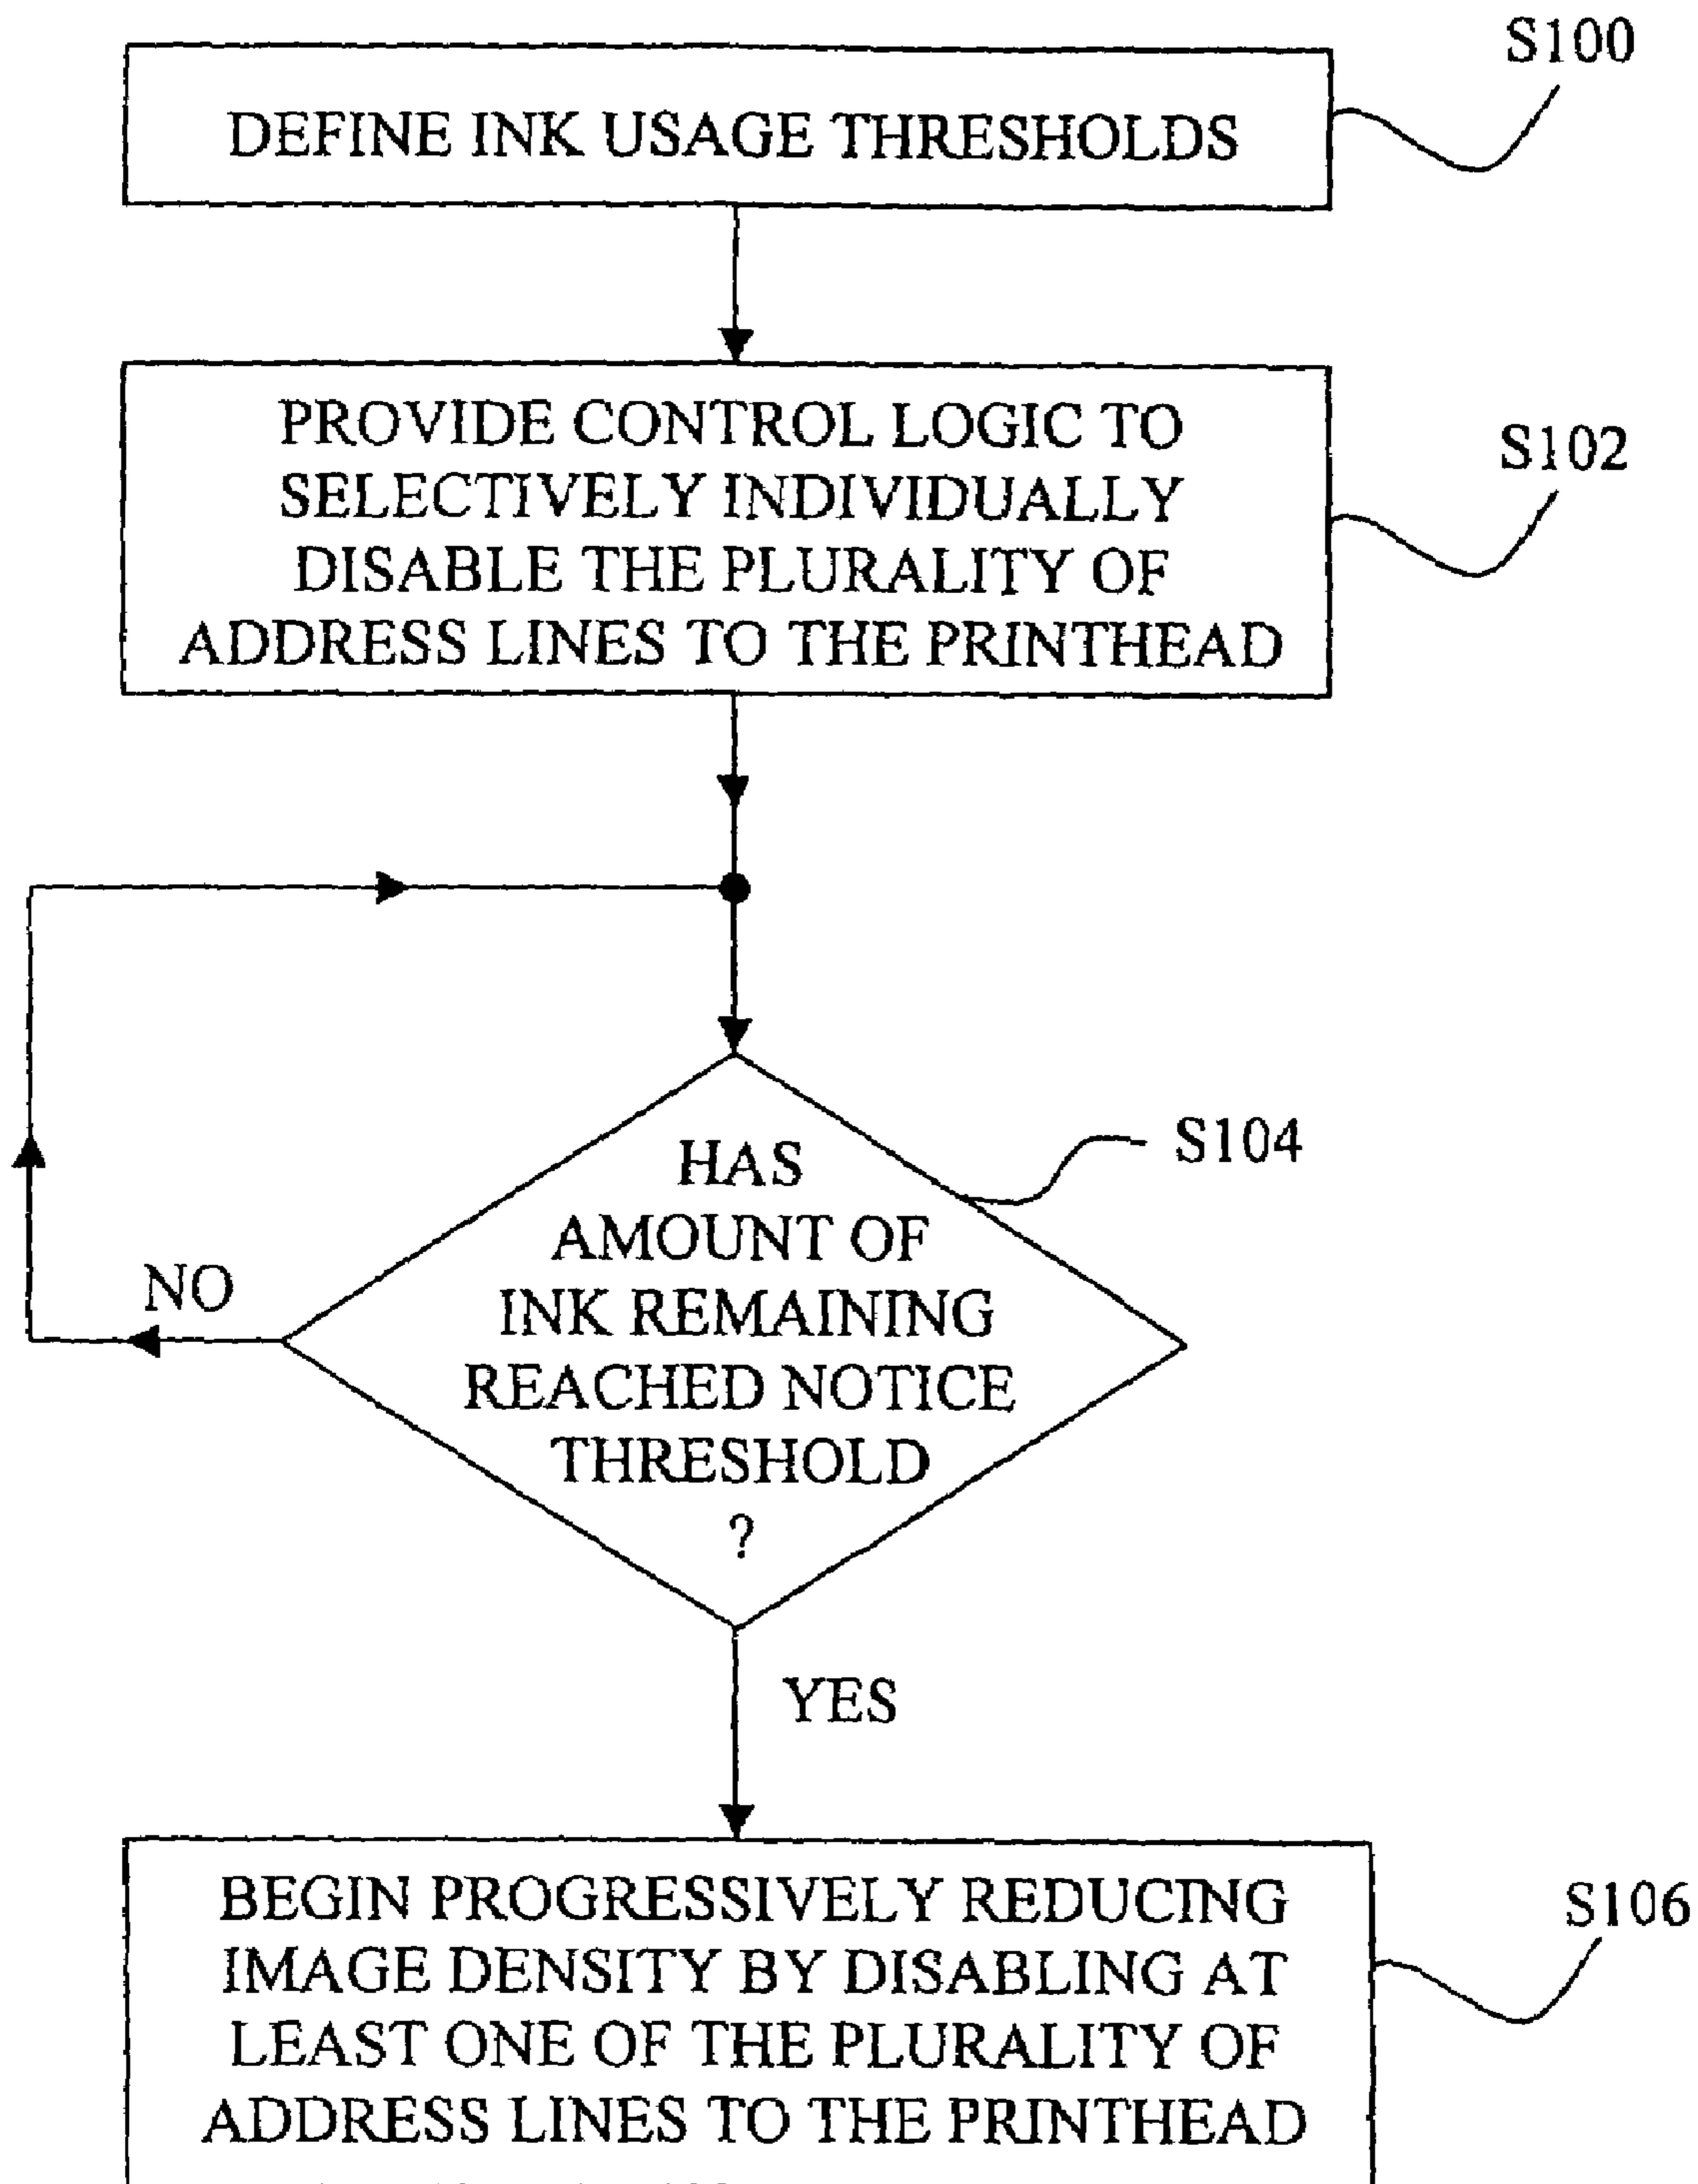 S100
DEFINE INK USAGE THRESHOLDS
S102
PROVIDE CONTROL LOGIC TO
SELECTIVELY INDIVIDUALLY
DISABLE THE PLURALITY OF
ADDRESS LINES TO THE PRINTHEAD
S104
HAS
AMOUNT OF
INK REMAINING
REACHED NOTICE
THRESHOLD
?
NO
YES
S106
BEGIN PROGRESSIVELY REDUCING
IMAGE DENSITY BY DISABLING AT
LEAST ONE OF THE PLURALITY OF
ADDRESS LINES TO THE PRINTHEAD